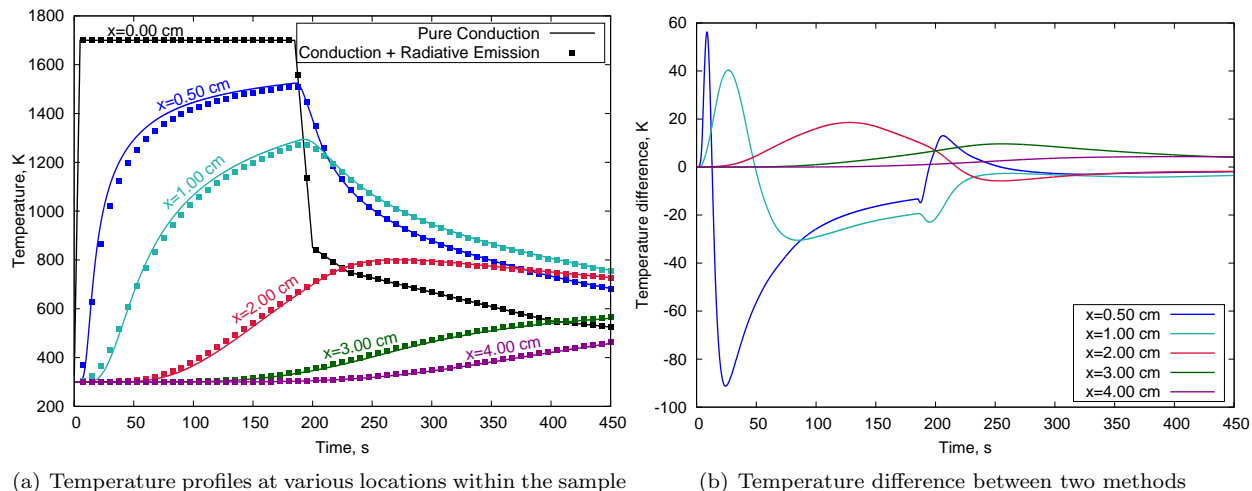 1800
1600
1400
1200
1000
800
600
400
200
0
50
100
150
200
250
300
350
400
450
Temperature, K
Time, s
x=0.00 cm
x=0.50 cm
x=1.00 cm
x=2.00 cm
x=3.00 cm
x=4.00 cm
Pure Conduction
Conduction + Radiative Emission
(a) Temperature profiles at various locations within the sample
60
40
20
0
-20
-40
-60
-80
-100
0
50
100
150
200
250
300
350
400
450
Temperature difference, K
Time, s
x=0.50 cm
x=1.00 cm
x=2.00 cm
x=3.00 cm
x=4.00 cm
(b) Temperature difference between two methods